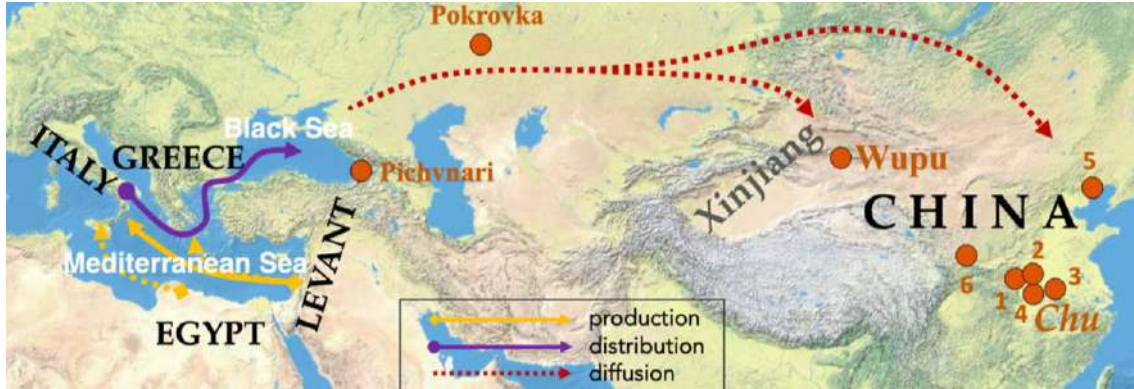 Pokrovka
Black Sea
ITALY
GREECE
Pichvnari
Xinjiang
Wupu
5
CHINA
LEVANT
Mediterranean Sea
2
6
1
3
4
Chu
EGYPT
production
distribution
diffusion